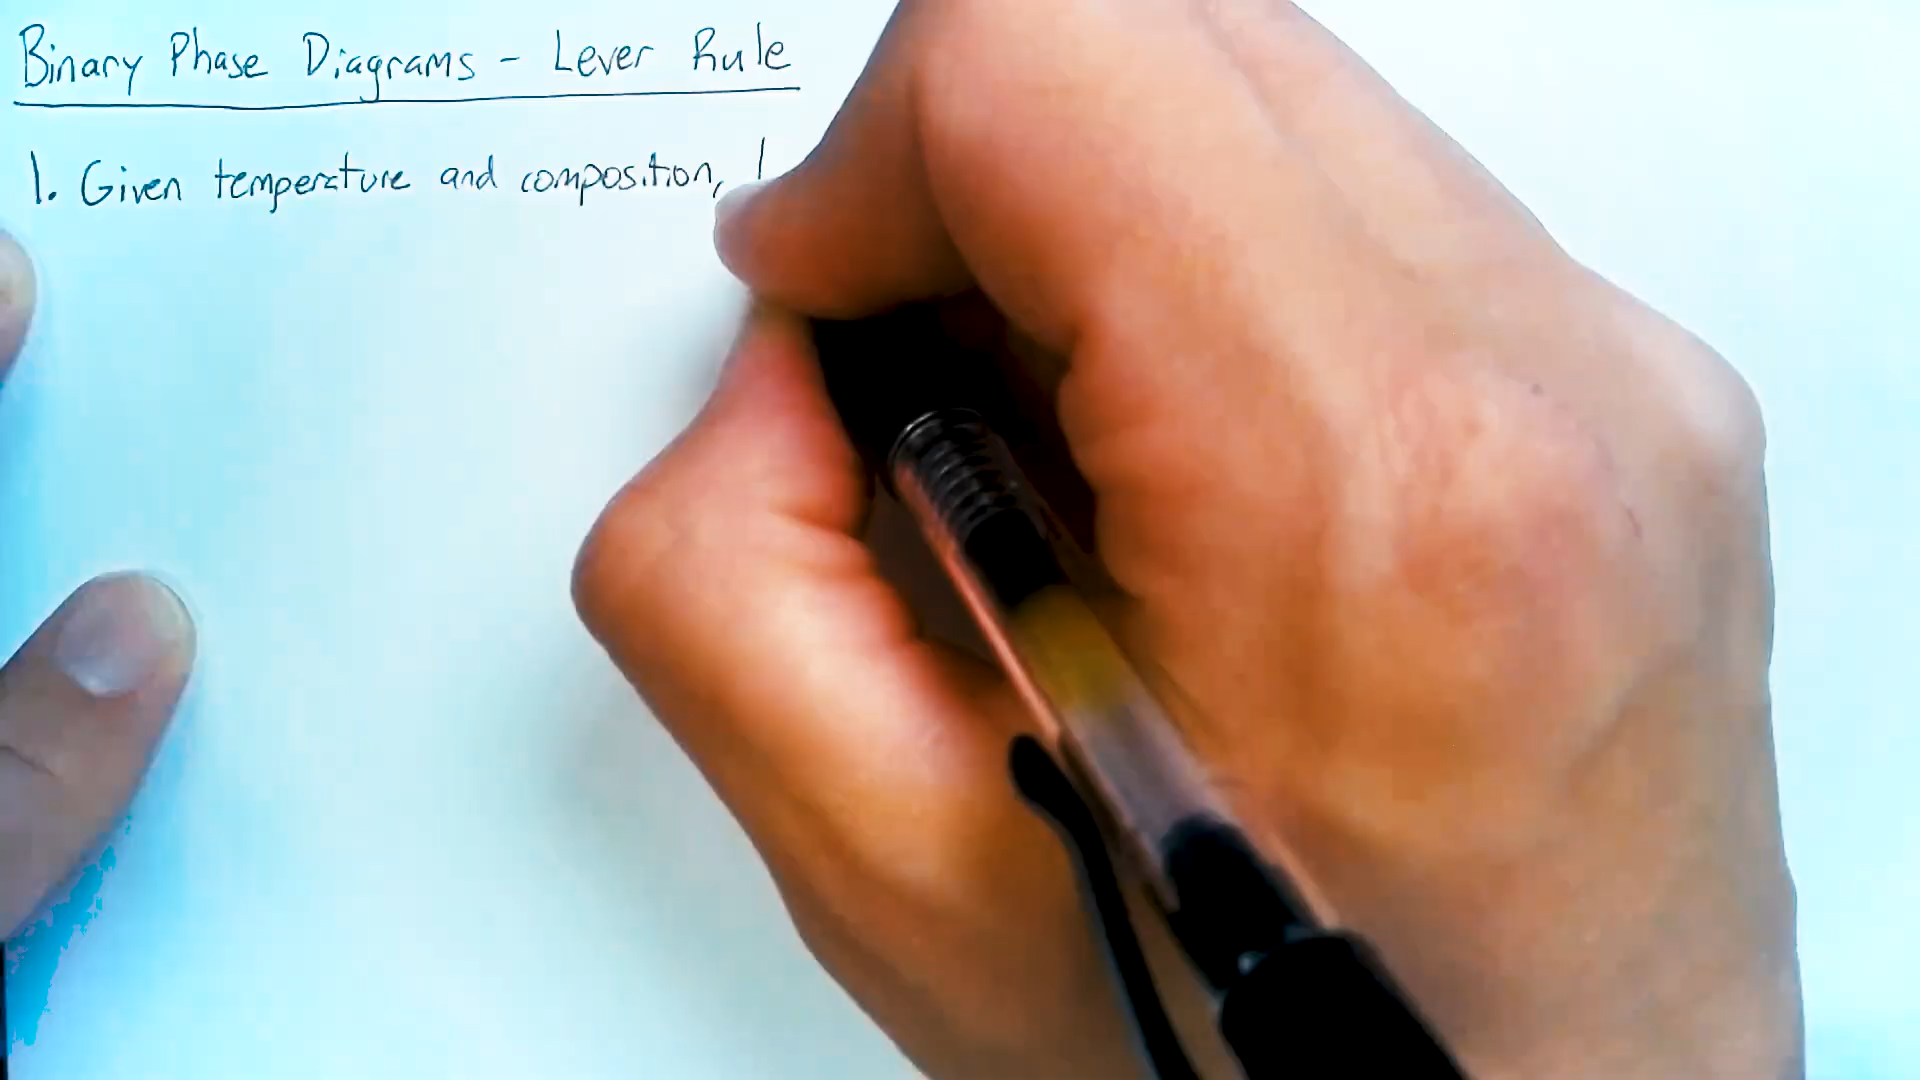 Binary Phase Diagrams - Lever Rule
1. Given temperature and composition,